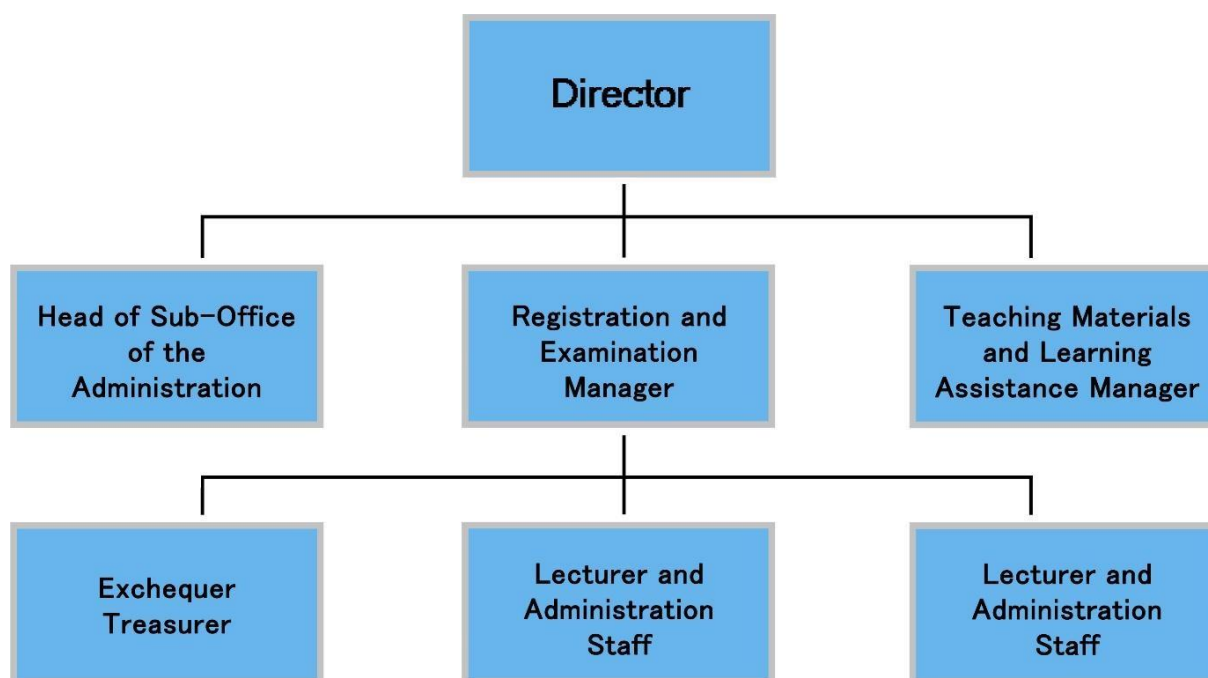 Director
Head of Sub-Office
of the
Administration
Registration and
Examination
Manager
Teaching Materials
and Learning
Assistance Manager
Exchequer
Treasurer
Lecturer and
Administration
Staff
Lecturer and
Administration
Staff